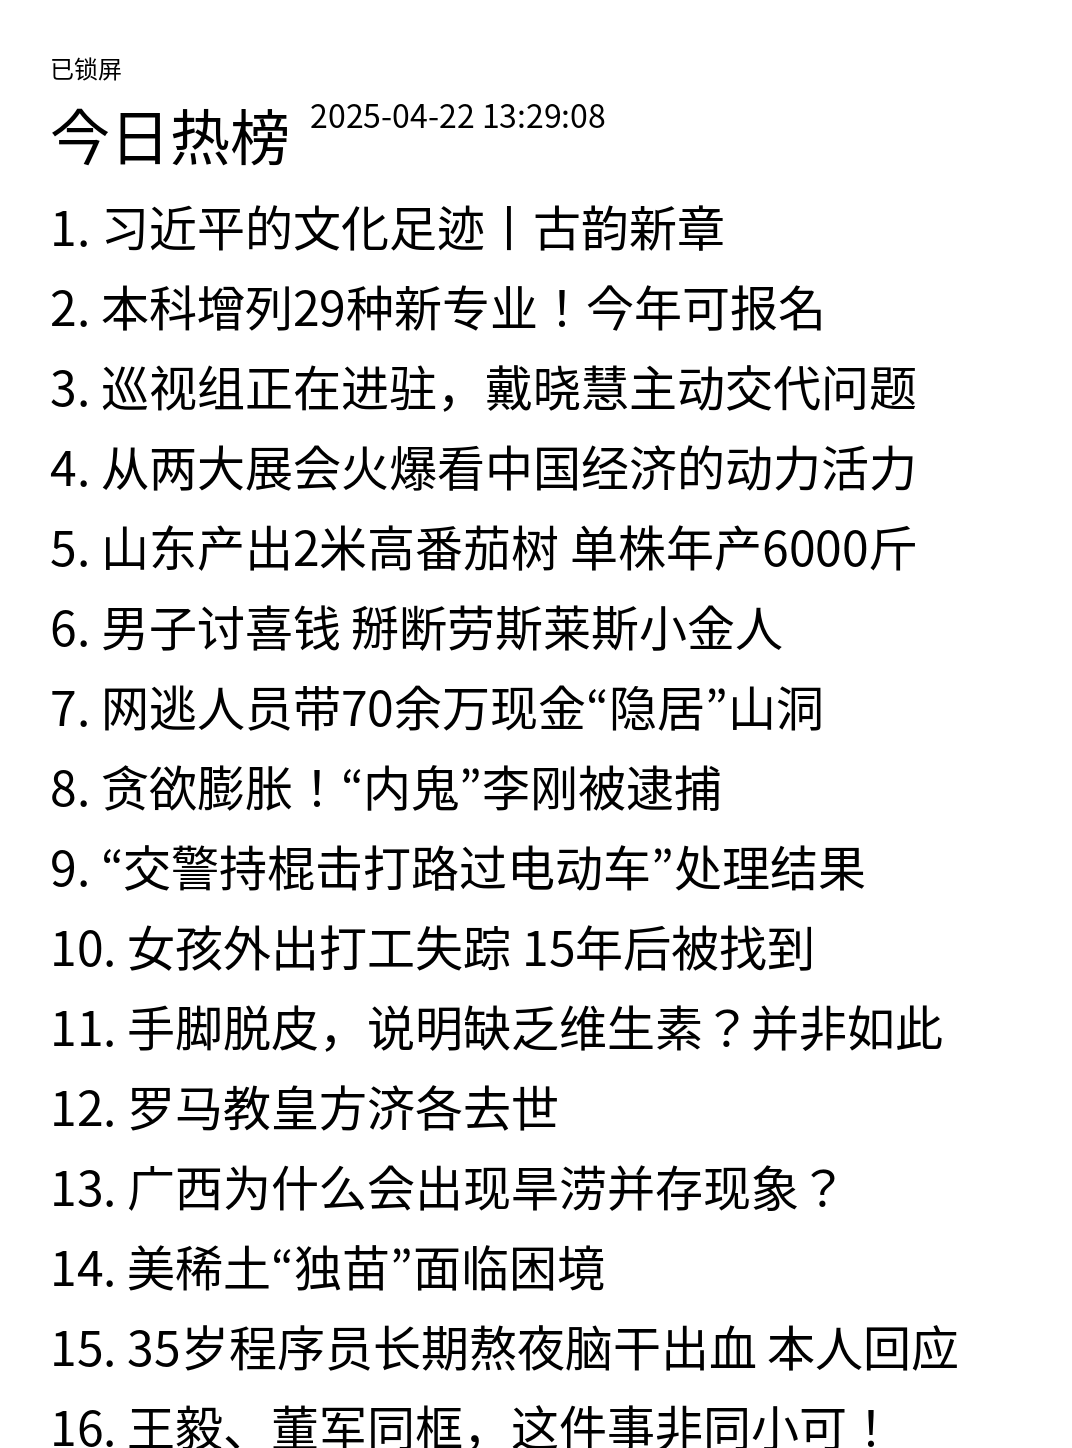 已锁屏
今日热榜 2025-04-22 13:29:08
1. 习近平的文化足迹丨古韵新章
2. 本科增列29种新专业！今年可报名
3. 巡视组正在进驻，戴晓慧主动交代问题
4. 从两大展会火爆看中国经济的动力活力
5. 山东产出2米高番茄树 单株年产6000斤
6. 男子讨喜钱 掰断劳斯莱斯小金人
7. 网逃人员带70余万现金“隐居”山洞
8. 贪欲膨胀！“内鬼”李刚被逮捕
9. “交警持棍击打路过电动车”处理结果
10. 女孩外出打工失踪 15年后被找到
11. 手脚脱皮，说明缺乏维生素？并非如此
12. 罗马教皇方济各去世
13. 广西为什么会出现旱涝并存现象？
14. 美稀土“独苗”面临困境
15. 35岁程序员长期熬夜脑干出血 本人回应
16. 王毅、董军同框，这件事非同小可！